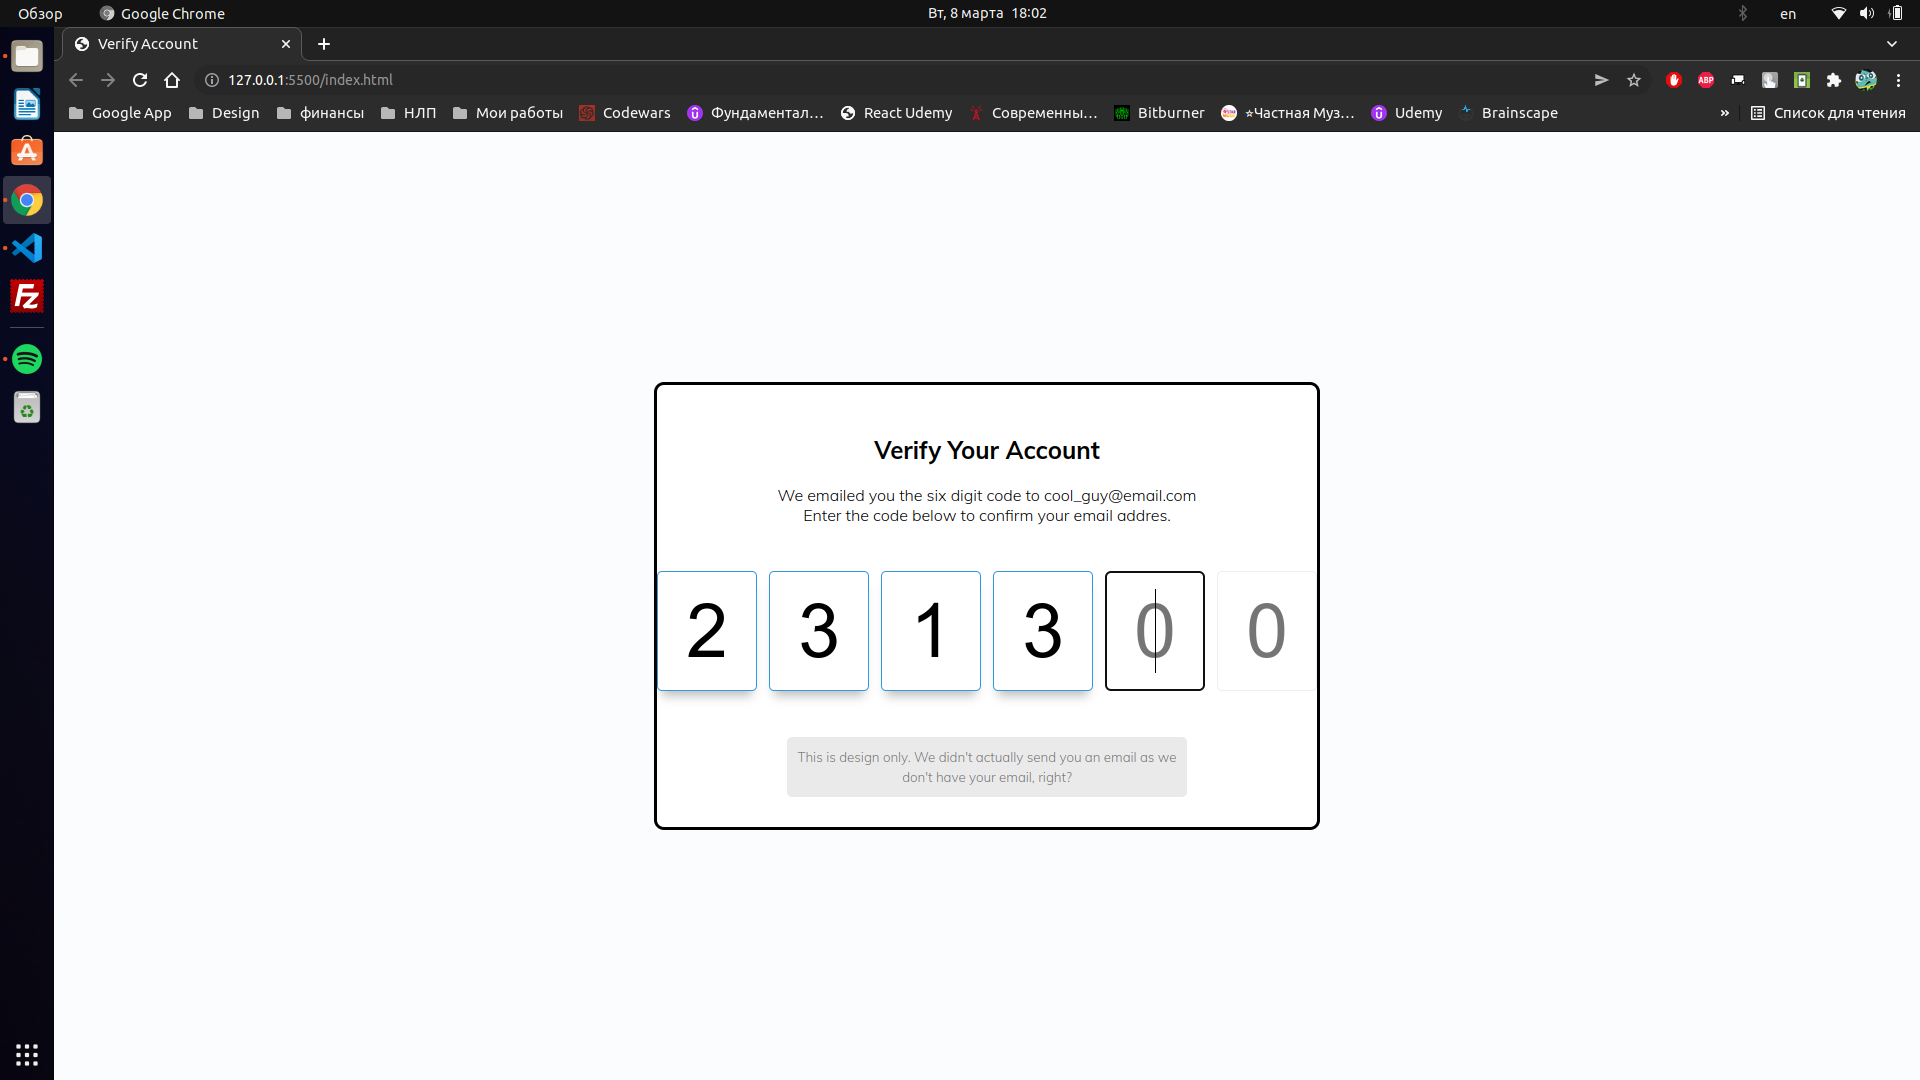 Обзор
Google Chrome
Вт, 8 марта 18:02
en
Verify Account
127.0.0.1:5500/index.html
ABP
Google App
Design
финансы
НЛП
Мои работы
Codewars
Фундаментал…
React Udemy
Современны…
Bitburner
⭐Частная Муз…
Udemy
Brainscape
»
Список для чтения
Verify Your Account
We emailed you the six digit code to cool_guy@email.com
Enter the code below to confirm your email addres.
2 3 1 3 0 0
This is design only. We didn't actually send you an email as we
don't have your email, right?